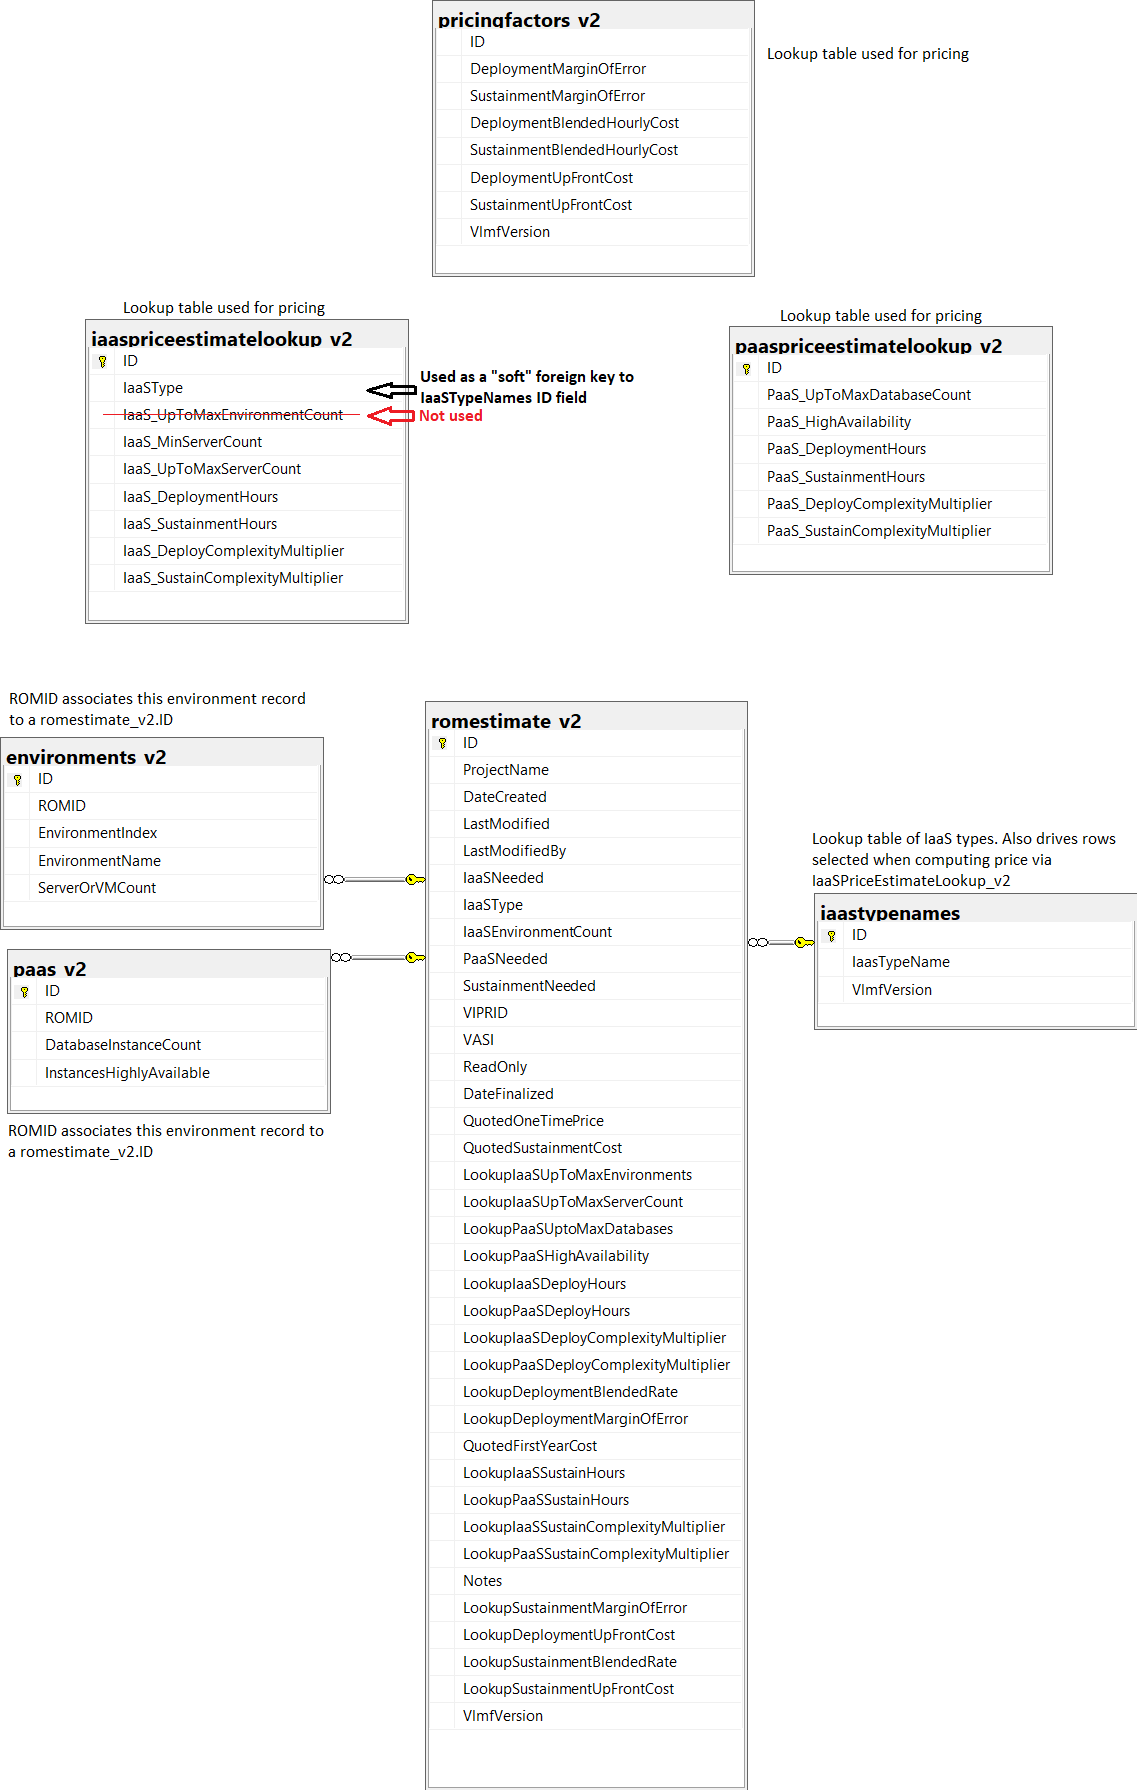 pricingfactors_v2
ID
DeploymentMarginOfError
SustainmentMarginOfError
DeploymentBlendedHourlyCost
SustainmentBlendedHourlyCost
DeploymentUpFrontCost
SustainmentUpFrontCost
VImfVersion
Lookup table used for pricing
Lookup table used for pricing
iaaspriceestimatelookup_v2
ID
IaaSType
IaaS_UpToMaxEnvironmentCount
IaaS_MinServerCount
IaaS_UpToMaxServerCount
IaaS_DeploymentHours
IaaS_SustainmentHours
IaaS_DeployComplexityMultiplier
IaaS_SustainComplexityMultiplier
Used as a "soft" foreign key to
IaaSTypeNames ID field
Not used
Lookup table used for pricing
paaspriceestimatelookup_v2
ID
PaaS_UpToMaxDatabaseCount
PaaS_HighAvailability
PaaS_DeploymentHours
PaaS_SustainmentHours
PaaS_DeployComplexityMultiplier
PaaS_SustainComplexityMultiplier
ROMID associates this environment record
to a romestimate_v2.ID
environments_v2
ID
ROMID
EnvironmentIndex
EnvironmentName
ServerOrVMCount
paas_v2
ID
ROMID
DatabaseInstanceCount
InstancesHighlyAvailable
ROMID associates this environment record to
a romestimate_v2.ID
romestimate_v2
ID
ProjectName
DateCreated
LastModified
LastModifiedBy
IaaSNeeded
IaaSType
IaaSEnvironmentCount
PaaSNeeded
SustainmentNeeded
VIPRID
VASI
ReadOnly
DateFinalized
QuotedOneTimePrice
QuotedSustainmentCost
LookupIaaSUpToMaxEnvironments
LookupIaaSUpToMaxServerCount
LookupPaaSUptoMaxDatabases
LookupPaaSHighAvailability
LookupIaaSDeployHours
LookupPaaSDeployHours
LookupIaaSDeployComplexityMultiplier
LookupPaaSDeployComplexityMultiplier
LookupDeploymentBlendedRate
LookupDeploymentMarginOfError
QuotedFirstYearCost
LookupIaaSSustainHours
LookupPaaSSustainHours
LookupIaaSSustainComplexityMultiplier
LookupPaaSSustainComplexityMultiplier
Notes
LookupSustainmentMarginOfError
LookupDeploymentUpFrontCost
LookupSustainmentBlendedRate
LookupSustainmentUpFrontCost
VImfVersion
Lookup table of IaaS types. Also drives rows
selected when computing price via
IaaSPriceEstimateLookup_v2
iaastypenames
ID
IaasTypeName
VImfVersion